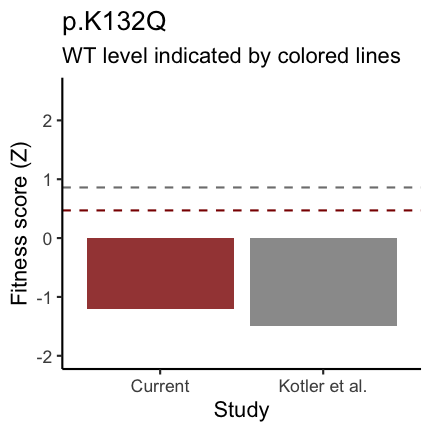 p.K132Q
WT level indicated by colored lines
Fitness score (Z)
2
1
0
-1
-2
Current
Kotler et al.
Study